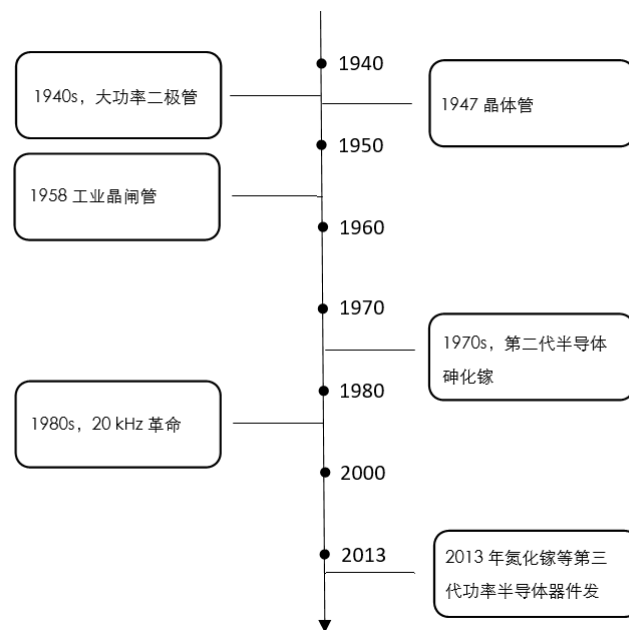 1940
1940s，大功率二极管
1947 晶体管
1950
1958 工业晶闸管
1960
1970
1970s，第二代半导体
砷化镓
1980
1980s，20 kHz 革命
2000
2013
2013 年氮化镓等第三
代功率半导体器件发